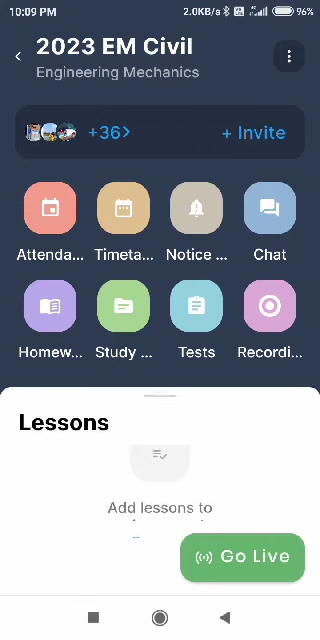 10:09 PM
2.0KB/s 96%
2023 EM Civil
Engineering Mechanics
+36> + Invite
Attenda... Timeta... Notice ... Chat
Homew... Study ... Tests Recordi...
Lessons
Add lessons to
Go Live